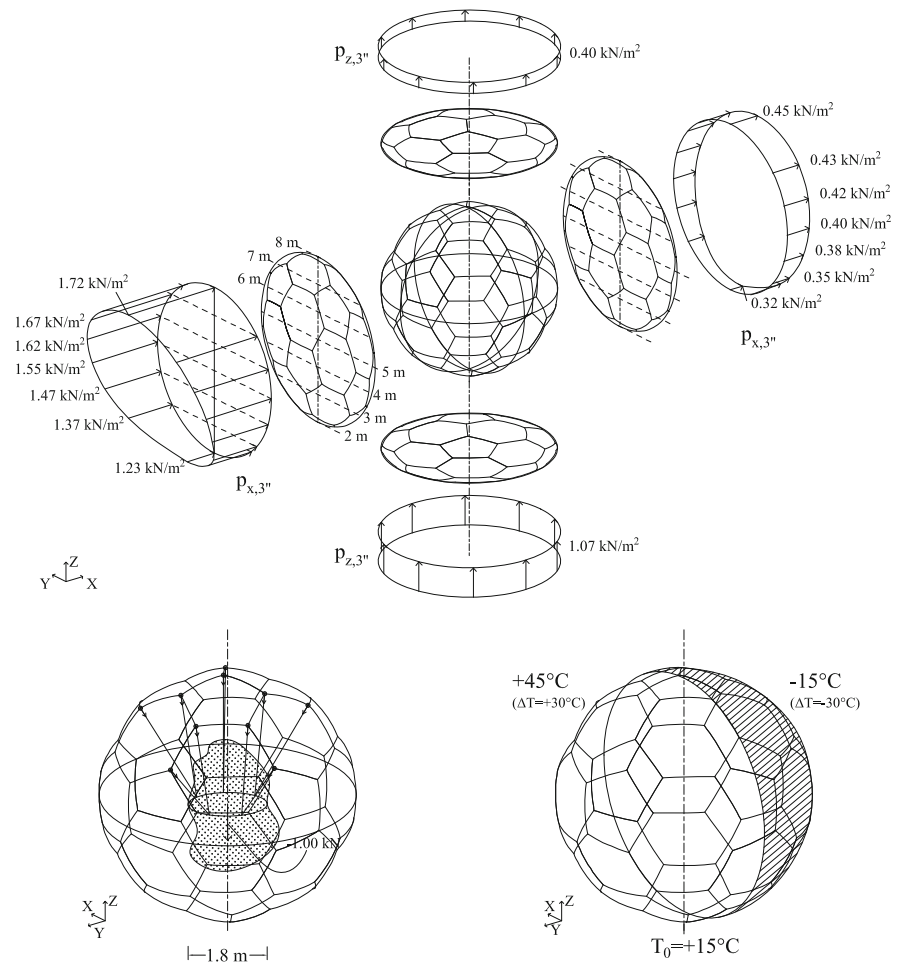 p_z,3" 0.40 kN/m²
0.45 kN/m²
0.43 kN/m²
0.42 kN/m²
0.40 kN/m²
0.38 kN/m²
0.35 kN/m²
0.32 kN/m²
p_x,3"
8 m
7 m
6 m
5 m
4 m
3 m
2 m
1.72 kN/m²
1.67 kN/m²
1.62 kN/m²
1.55 kN/m²
1.47 kN/m²
1.37 kN/m²
1.23 kN/m²
p_x,3"
p_z,3" 1.07 kN/m²
Z
Y X
-1.00 kN
X Z
Y
1.8 m
+45°C
(ΔT=+30°C)
-15°C
(ΔT=-30°C)
X Z
Y
T₀=+15°C